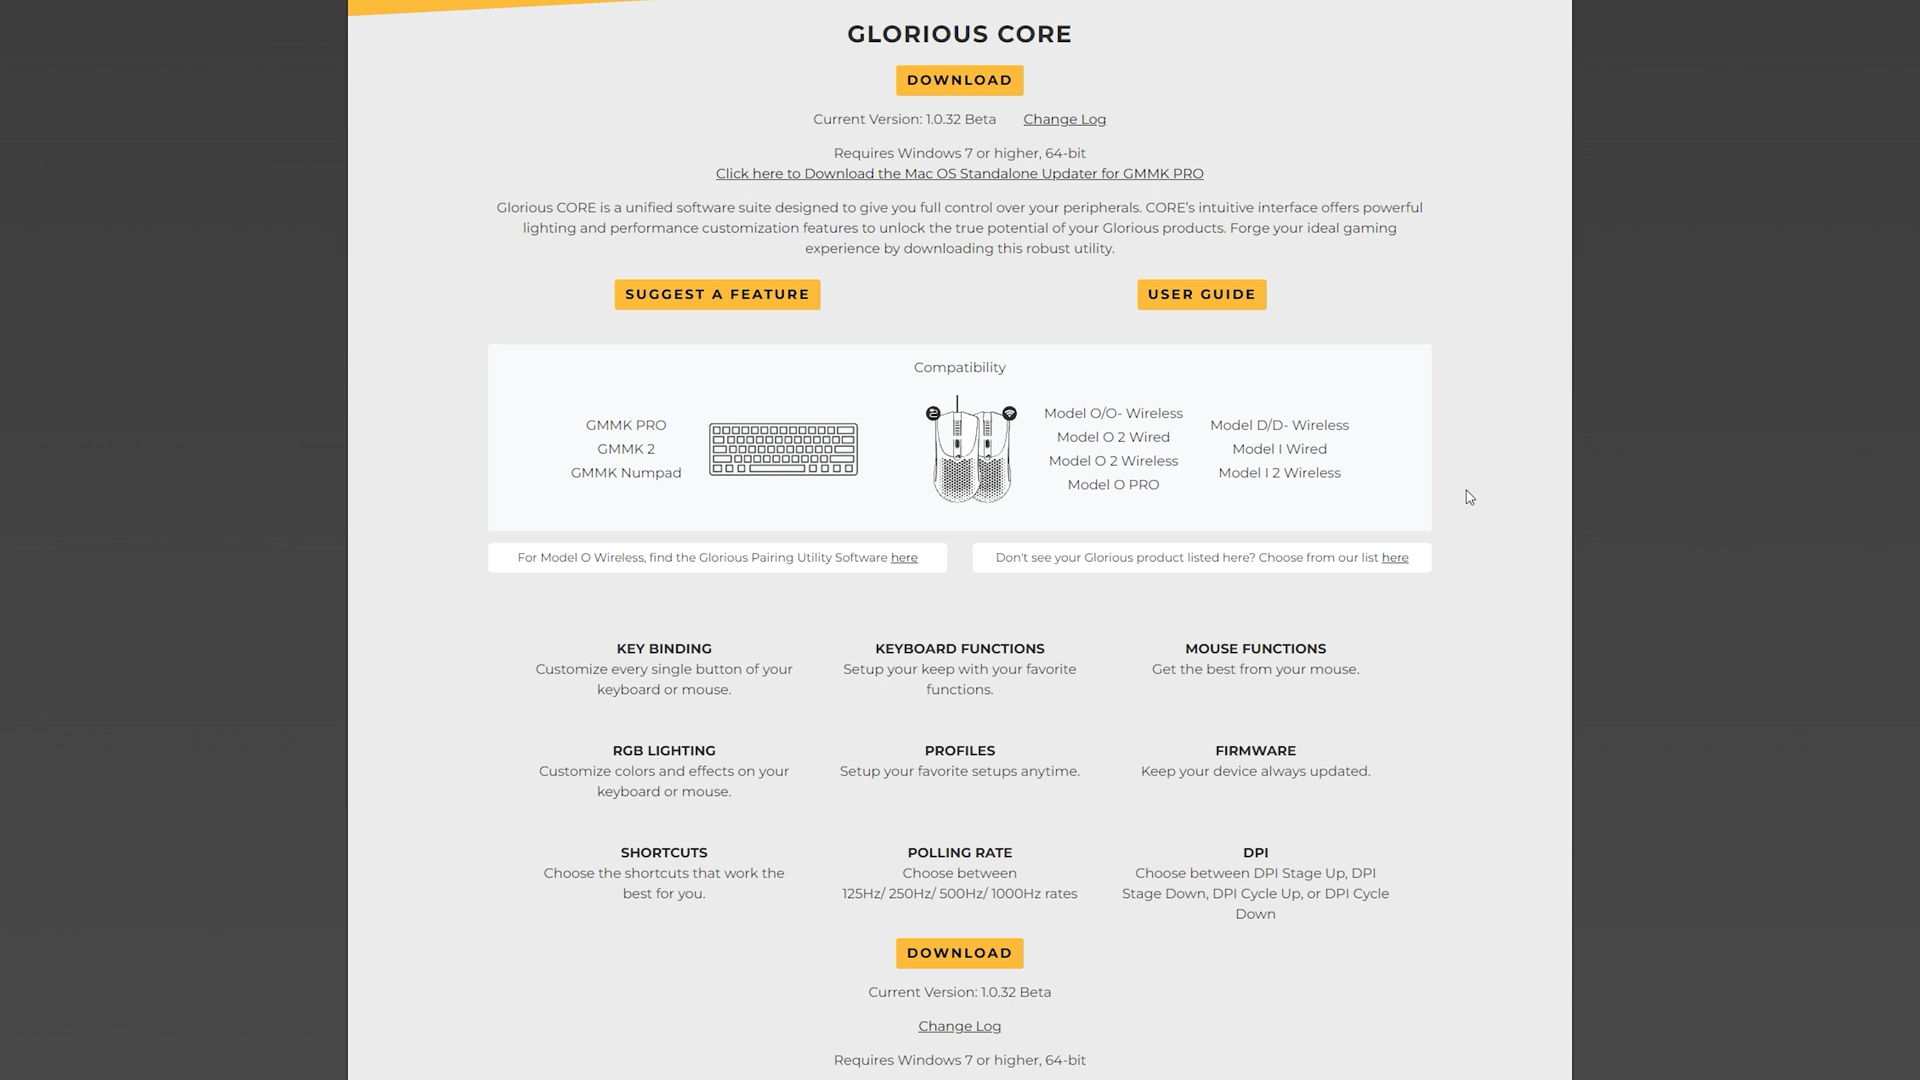 GLORIOUS CORE
DOWNLOAD
Current Version: 1.0.32 Beta Change Log
Requires Windows 7 or higher, 64-bit
Click here to Download the Mac OS Standalone Updater for GMMK PRO
Glorious CORE is a unified software suite designed to give you full control over your peripherals. CORE's intuitive interface offers powerful
lighting and performance customization features to unlock the true potential of your Glorious products. Forge your ideal gaming
experience by downloading this robust utility.
SUGGEST A FEATURE
USER GUIDE
Compatibility
GMMK PRO
GMMK 2
GMMK Numpad
2
Model O/O- Wireless
Model O 2 Wired
Model O 2 Wireless
Model O PRO
Model D/D- Wireless
Model I Wired
Model I 2 Wireless
For Model O Wireless, find the Glorious Pairing Utility Software here
Don't see your Glorious product listed here? Choose from our list here
KEY BINDING
Customize every single button of your
keyboard or mouse.
KEYBOARD FUNCTIONS
Setup your keep with your favorite
functions.
MOUSE FUNCTIONS
Get the best from your mouse.
RGB LIGHTING
Customize colors and effects on your
keyboard or mouse.
PROFILES
Setup your favorite setups anytime.
FIRMWARE
Keep your device always updated.
SHORTCUTS
Choose the shortcuts that work the
best for you.
POLLING RATE
Choose between
125Hz/ 250Hz/ 500Hz/ 1000Hz rates
DPI
Choose between DPI Stage Up, DPI
Stage Down, DPI Cycle Up, or DPI Cycle
Down
DOWNLOAD
Current Version: 1.0.32 Beta
Change Log
Requires Windows 7 or higher, 64-bit